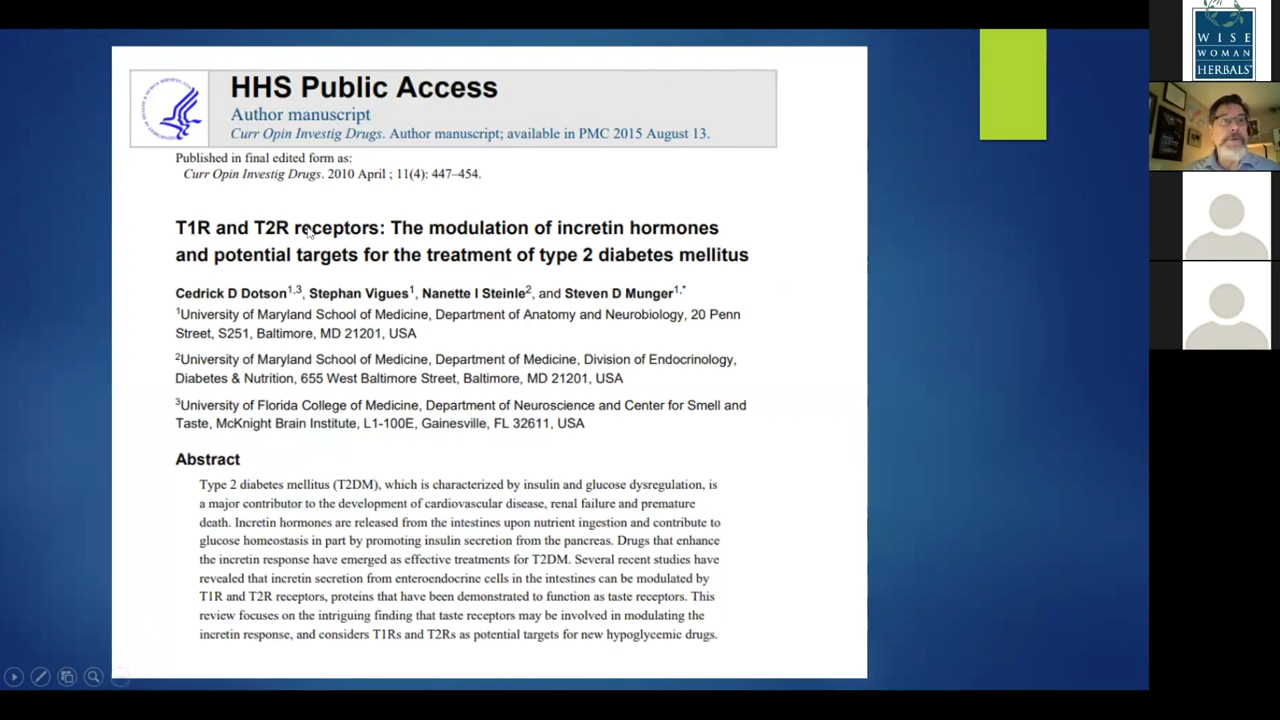 HHS Public Access
Author manuscript
Curr Opin Investig Drugs. Author manuscript; available in PMC 2015 August 13.
Published in final edited form as:
Curr Opin Investig Drugs. 2010 April ; 11(4): 447–454.
T1R and T2R receptors: The modulation of incretin hormones
and potential targets for the treatment of type 2 diabetes mellitus
Cedrick D Dotson1,3, Stephan Vigues1, Nanette I Steinle2, and Steven D Munger1,*
1University of Maryland School of Medicine, Department of Anatomy and Neurobiology, 20 Penn
Street, S251, Baltimore, MD 21201, USA
2University of Maryland School of Medicine, Department of Medicine, Division of Endocrinology,
Diabetes & Nutrition, 655 West Baltimore Street, Baltimore, MD 21201, USA
3University of Florida College of Medicine, Department of Neuroscience and Center for Smell and
Taste, McKnight Brain Institute, L1-100E, Gainesville, FL 32611, USA
Abstract
Type 2 diabetes mellitus (T2DM), which is characterized by insulin and glucose dysregulation, is
a major contributor to the development of cardiovascular disease, renal failure and premature
death. Incretin hormones are released from the intestines upon nutrient ingestion and contribute to
glucose homeostasis in part by promoting insulin secretion from the pancreas. Drugs that enhance
the incretin response have emerged as effective treatments for T2DM. Several recent studies have
revealed that incretin secretion from enteroendocrine cells in the intestines can be modulated by
T1R and T2R receptors, proteins that have been demonstrated to function as taste receptors. This
review focuses on the intriguing finding that taste receptors may be involved in modulating the
incretin response, and considers T1Rs and T2Rs as potential targets for new hypoglycemic drugs.
WISE
WOMAN
HERBALS